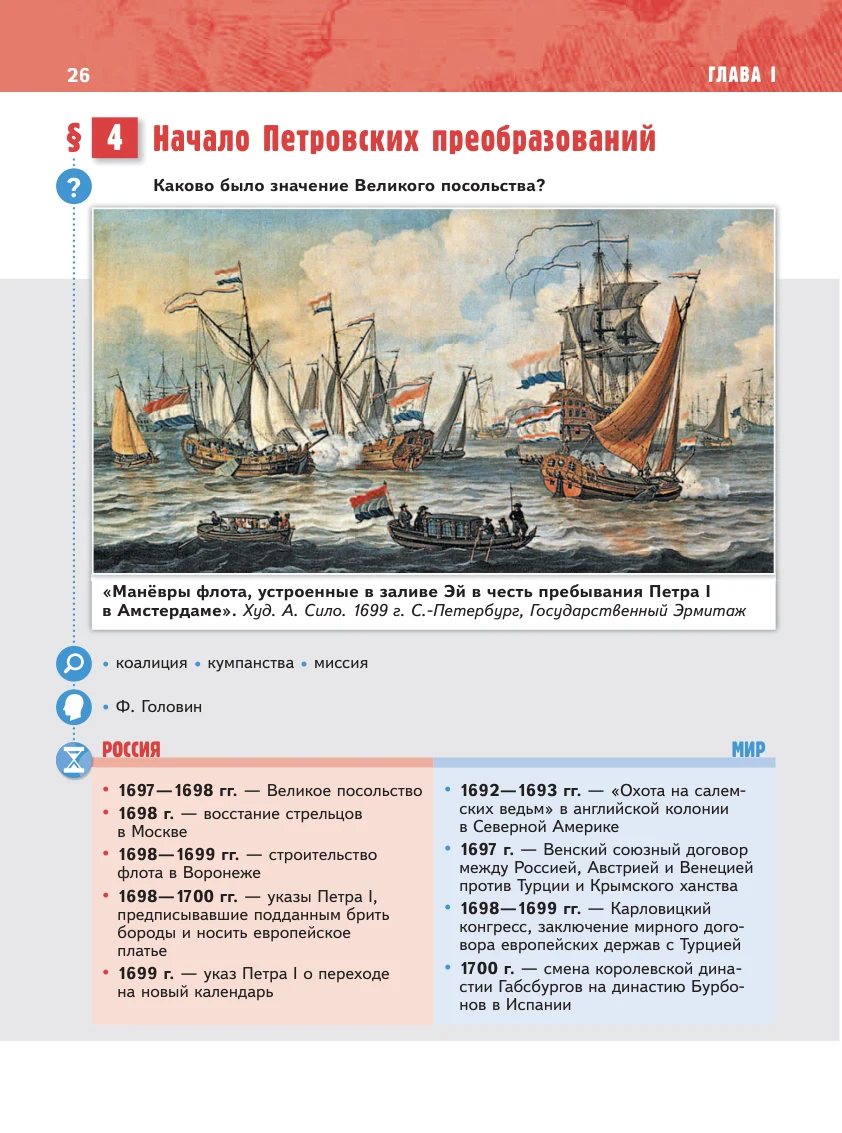 26
ГЛАВА I
§ 4 Начало Петровских преобразований
?
Каково было значение Великого посольства?
«Манёвры флота, устроенные в заливе Эй в честь пребывания Петра I
в Амстердаме». Худ. А. Сило. 1699 г. С.-Петербург, Государственный Эрмитаж
• коалиция • кумпанства • миссия
• Ф. Головин
РОССИЯ
• 1697—1698 гг. — Великое посольство
• 1698 г. — восстание стрельцов
в Москве
• 1698—1699 гг. — строительство
флота в Воронеже
• 1698—1700 гг. — указы Петра I,
предписывавшие подданным брить
бороды и носить европейское
платье
• 1699 г. — указ Петра I о переходе
на новый календарь
МИР
• 1692—1693 гг. — «Охота на салем-
ских ведьм» в английской колонии
в Северной Америке
• 1697 г. — Венский союзный договор
между Россией, Австрией и Венецией
против Турции и Крымского ханства
• 1698—1699 гг. — Карловицкий
конгресс, заключение мирного дого-
вора европейских держав с Турцией
• 1700 г. — смена королевской дина-
стии Габсбургов на династию Бурбо-
нов в Испании